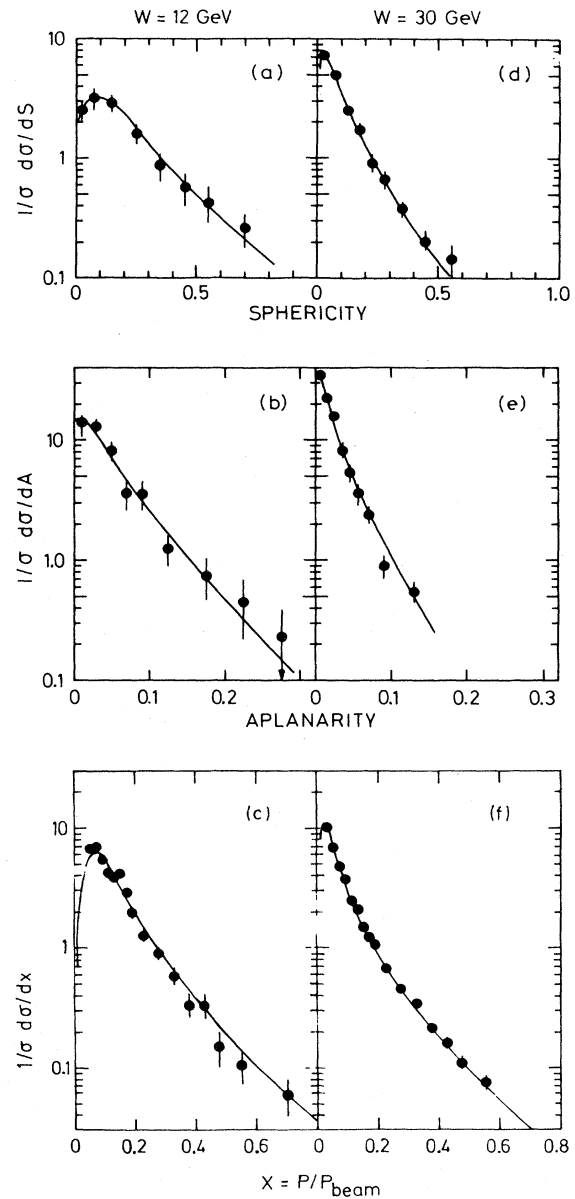 W = 12 GeV W = 30 GeV
10 1 0.1
1/σ dσ/dS
(a) (d)
0 0.5 0 0.5 1.0
SPHERICITY
10 1.0 0.1
1/σ dσ/dA
(b) (e)
0 0.1 0.2 0 0.1 0.2 0.3
APLANARITY
10 1 0.1
1/σ dσ/dx
(c) (f)
0 0.2 0.4 0.6 0 0.2 0.4 0.6 0.8
X = P/Pbeam